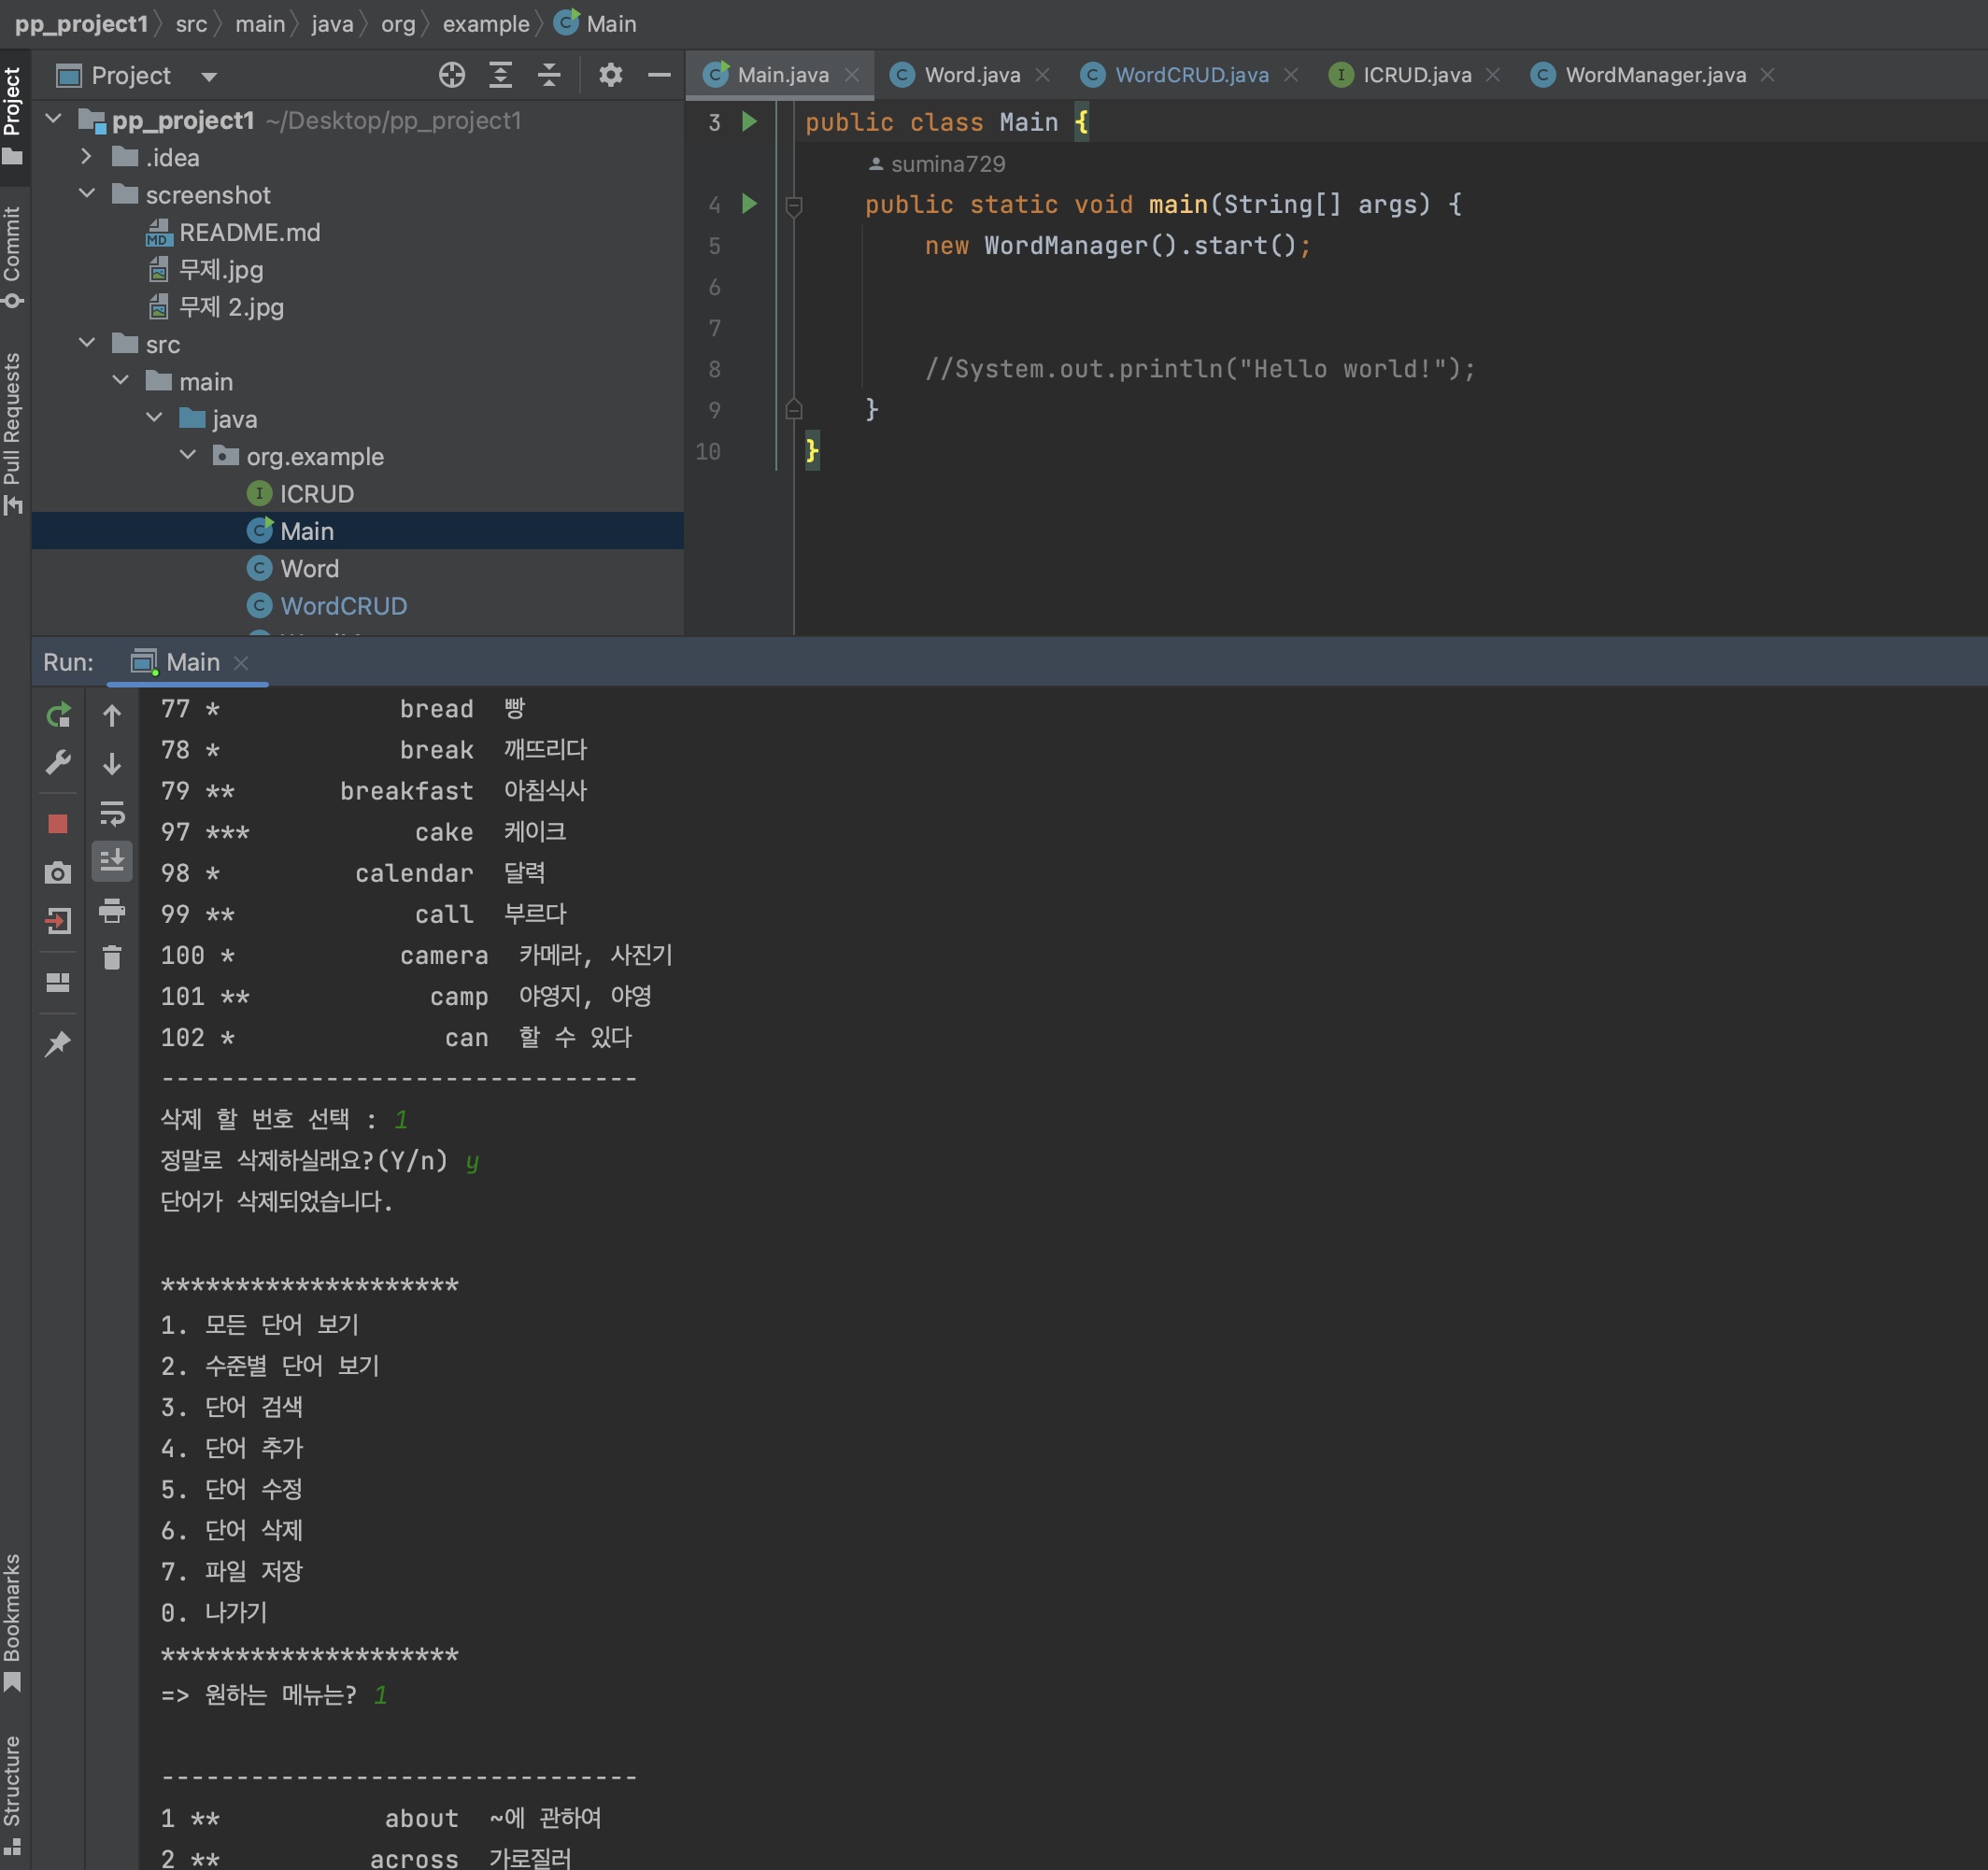 pp_project1 src main java org example Main
Project
Main.java Word.java WordCRUD.java ICRUD.java WordManager.java
Project
Commit
Pull Requests
Bookmarks
Structure
pp_project1 ~/Desktop/pp_project1
.idea
screenshot
README.md
무제.jpg
무제 2.jpg
src
main
java
org.example
ICRUD
Main
Word
WordCRUD
3 public class Main {
sumina729
4 public static void main(String[] args) {
5 new WordManager().start();
6
7
8 //System.out.println("Hello world!");
9 }
10 }
Run: Main
77 * bread 빵
78 * break 깨뜨리다
79 ** breakfast 아침식사
97 *** cake 케이크
98 * calendar 달력
99 ** call 부르다
100 * camera 카메라, 사진기
101 ** camp 야영지, 야영
102 * can 할 수 있다
--------------------------------
삭제 할 번호 선택 : 1
정말로 삭제하실래요?(Y/n) y
단어가 삭제되었습니다.
********************
1. 모든 단어 보기
2. 수준별 단어 보기
3. 단어 검색
4. 단어 추가
5. 단어 수정
6. 단어 삭제
7. 파일 저장
0. 나가기
********************
=> 원하는 메뉴는? 1
--------------------------------
1 ** about ~에 관하여
2 ** across 가로질러